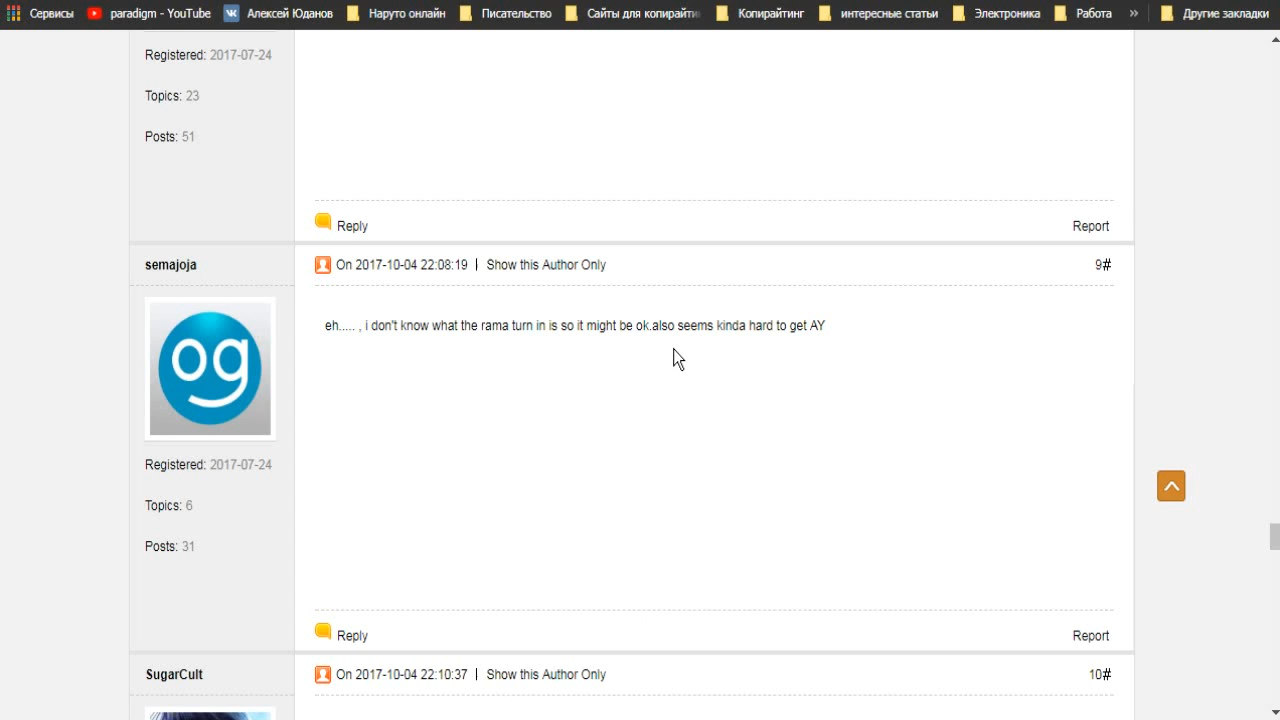 Сервисы paradigm - YouTube Алексей Юданов Наруто онлайн Писательство Сайты для копирайти Копирайтинг интересные статьи Электроника Работа » Другие закладки
Registered: 2017-07-24
Topics: 23
Posts: 51
Reply Report
semajoja On 2017-10-04 22:08:19 | Show this Author Only 9#
eh..... , i don't know what the rama turn in is so it might be ok.also seems kinda hard to get AY
og
Registered: 2017-07-24
Topics: 6
Posts: 31
Reply Report
SugarCult On 2017-10-04 22:10:37 | Show this Author Only 10#